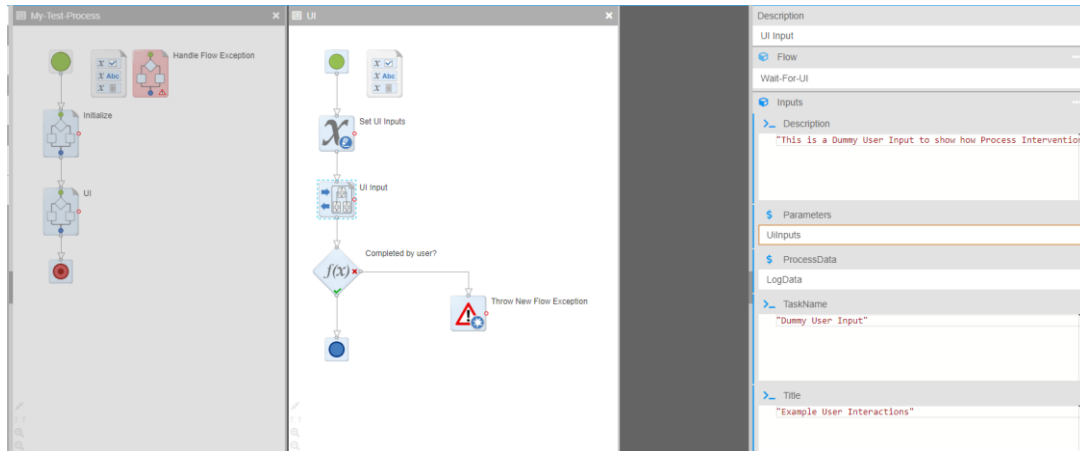 My-Test-Process
Handle Flow Exception
x
x Abc
x
Initialize
UI
UI
x
x Abc
x
Set UI Inputs
X
UI Input
Completed by user?
f(x)
Throw New Flow Exception
Description
UI Input
Flow
Wait-For-UI
Inputs
Description
"This is a Dummy User Input to show how Process Intervention
$ Parameters
UiInputs
$ ProcessData
LogData
TaskName
"Dummy User Input"
Title
"Example User Interactions"